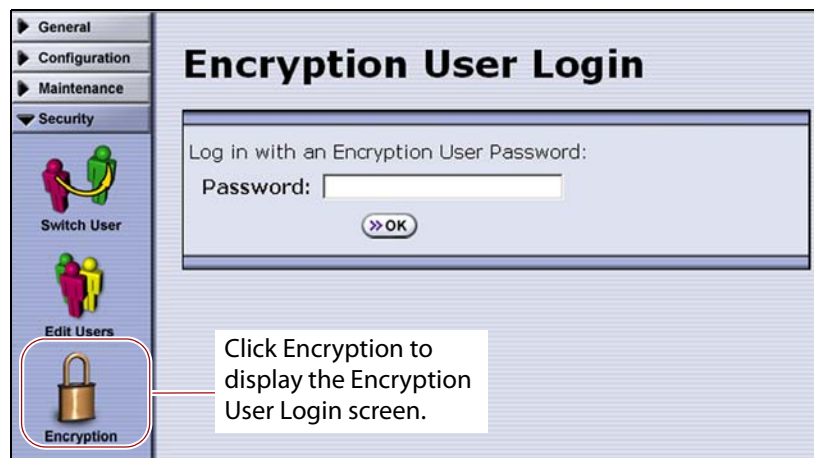 General
Configuration
Maintenance
Security
Switch User
Edit Users
Encryption
Encryption User Login
Log in with an Encryption User Password:
Password:
OK
Click Encryption to
display the Encryption
User Login screen.